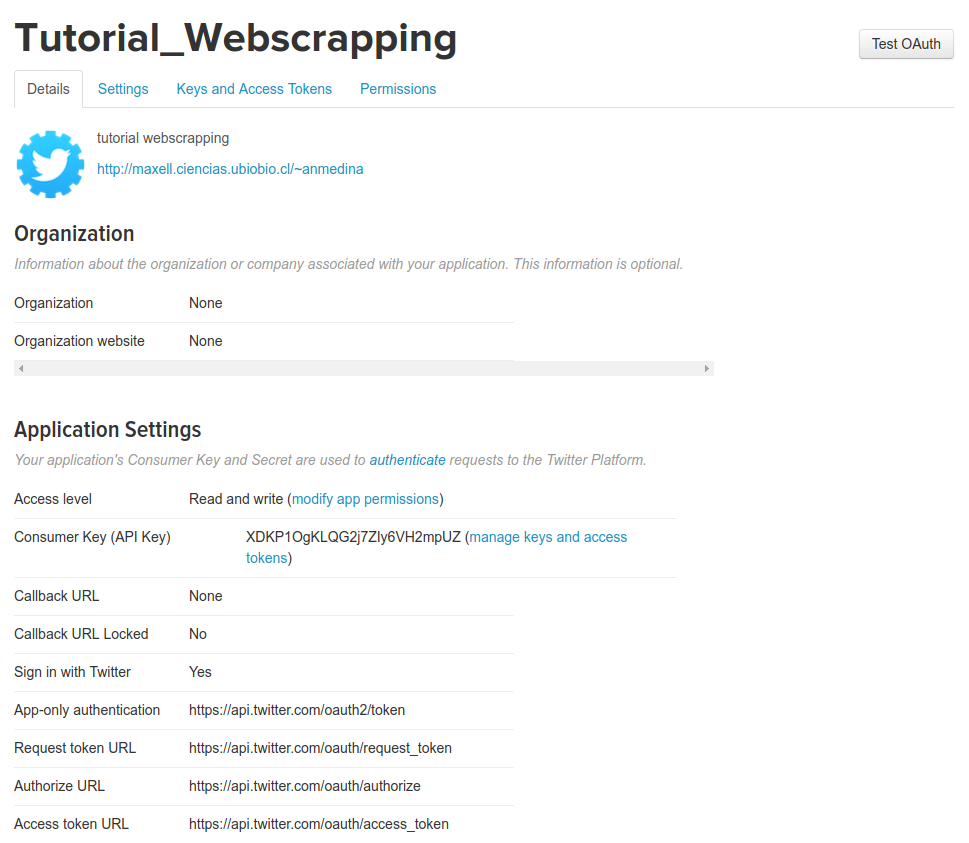 Tutorial_Webscrapping
Test OAuth
Details Settings Keys and Access Tokens Permissions
tutorial webscrapping
http://maxell.ciencias.ubiobio.cl/~anmedina
Organization
Information about the organization or company associated with your application. This information is optional.
Organization None
Organization website None
Application Settings
Your application's Consumer Key and Secret are used to authenticate requests to the Twitter Platform.
Access level Read and write (modify app permissions)
Consumer Key (API Key) XDKP1OgKLQG2j7Zly6VH2mpUZ (manage keys and access
tokens)
Callback URL None
Callback URL Locked No
Sign in with Twitter Yes
App-only authentication https://api.twitter.com/oauth2/token
Request token URL https://api.twitter.com/oauth/request_token
Authorize URL https://api.twitter.com/oauth/authorize
Access token URL https://api.twitter.com/oauth/access_token